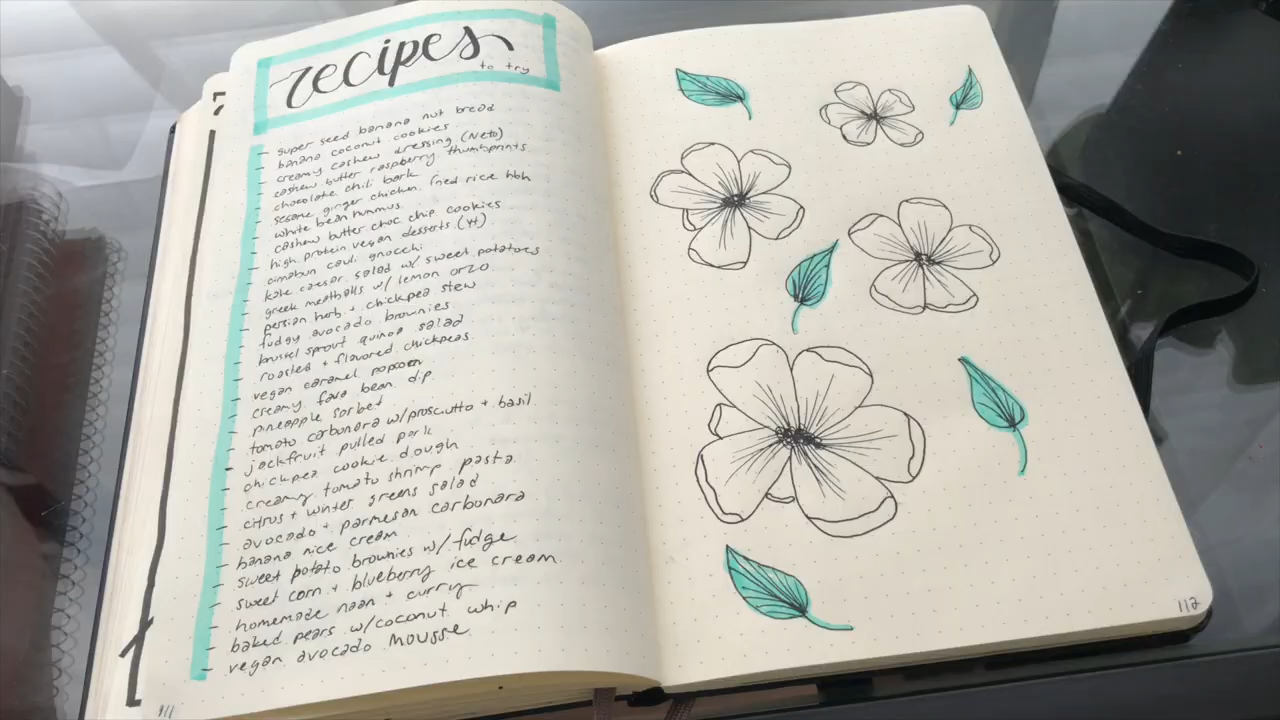 recipes
to try
- super seed banana nut bread
- banana coconut cookies
- creamy cashew dressing (Neto)
- cashew butter raspberry thumbprints
- chocolate chili bark
- sesame ginger chicken fried rice hbh
- white bean hummus
- cashew butter choc chip cookies
- high protein vegan desserts
- cinnabun cauli gnocchi
- kale caesar salad w/ sweet potatoes
- greek meatballs w/ lemon orzo
- persian herb + chickpea stew
- fudgy avocado brownies
- brussel sprout quinoa salad
- roasted + flavored chickpeas
- vegan caramel popcorn
- creamy fava bean dip
- pineapple sorbet
- tomato carbonara w/prosciutto + basil
- jackfruit pulled pork
- chickpea cookie dough
- creamy tomato shrimp pasta
- citrus + winter greens salad
- avocado + parmesan carbonara
- banana nice cream
- sweet potato brownies w/ fudge
- sweet corn + blueberry ice cream
- homemade naan + curry
- baked pears w/coconut whip
- vegan avocado mousse
111
112